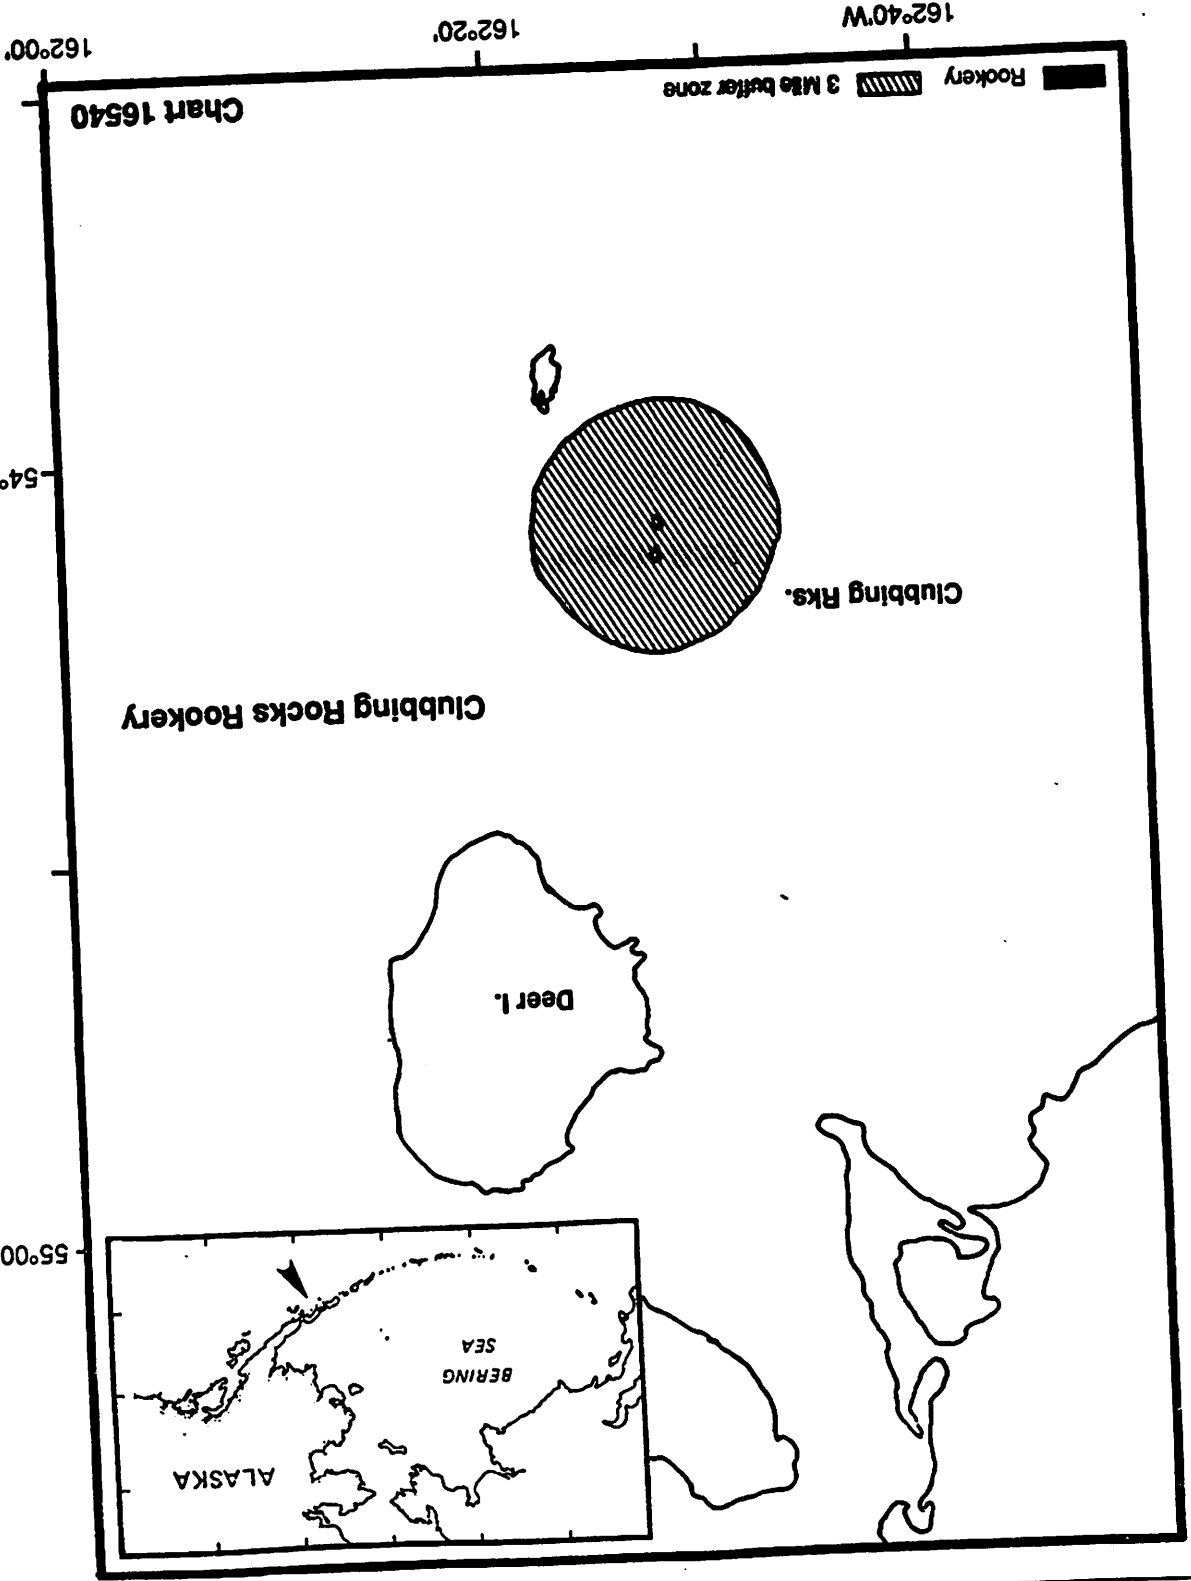 ALASKA
BERING
SEA
55°00
Deer I.
Clubbing Rocks Rookery
Clubbing Rks.
54°
Chart 16540
Rookery
3 Mile buffer zone
162°40'W
162°20'
162°00'